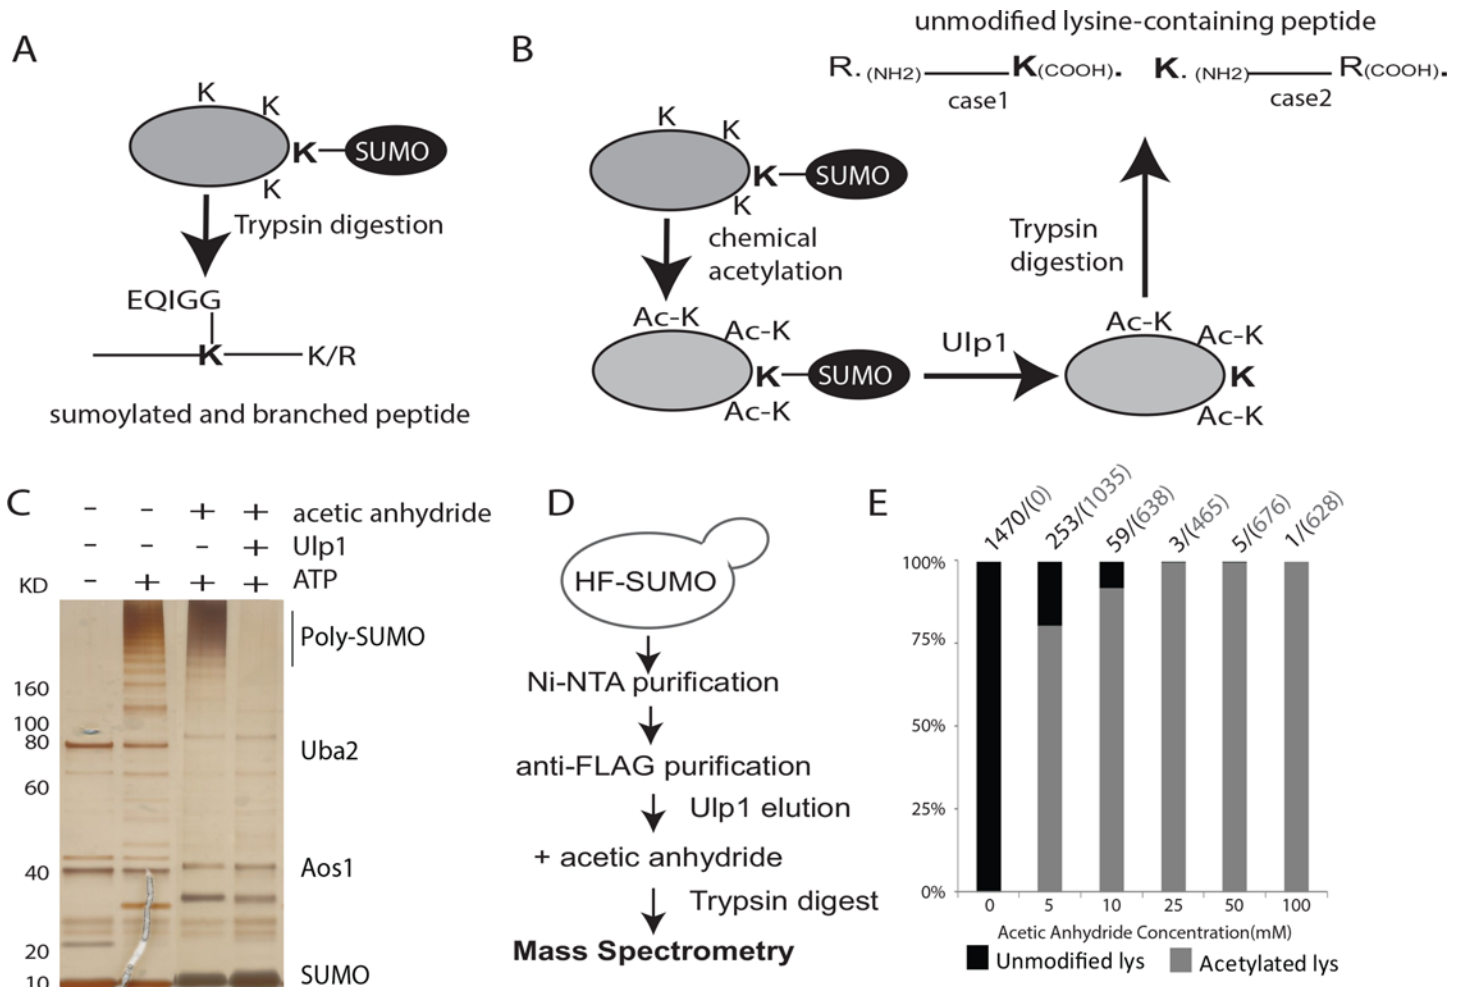 A
K
K
K
SUMO
K
Trypsin digestion
EQIGG
K
K/R
sumoylated and branched peptide
B
unmodified lysine-containing peptide
R. (NH2) K(COOH).
case1
K. (NH2) R(COOH).
case2
K
K
K
SUMO
K
chemical
acetylation
Ac-K
Ac-K
K
SUMO
Ac-K
Ulp1
Ac-K
Ac-K
K
Ac-K
Trypsin
digestion
C
- - + + acetic anhydride
- - - + Ulp1
- + + + ATP
KD
160
100
80
60
40
20
10
Poly-SUMO
Uba2
Aos1
SUMO
D
HF-SUMO
Ni-NTA purification
anti-FLAG purification
Ulp1 elution
+ acetic anhydride
Trypsin digest
Mass Spectrometry
E
1470/(0)
253/(1035)
59/(638)
3/(465)
5/(676)
1/(628)
100%
75%
50%
25%
0%
0 5 10 25 50 100
Acetic Anhydride Concentration(mM)
Unmodified lys
Acetylated lys